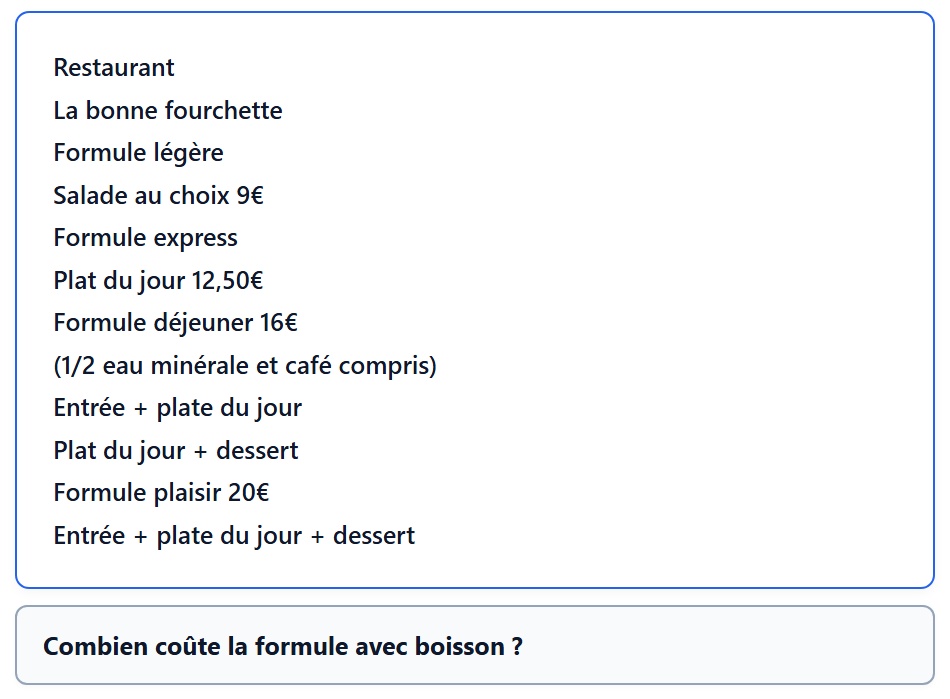 Restaurant
La bonne fourchette
Formule légère
Salade au choix 9€
Formule express
Plat du jour 12,50€
Formule déjeuner 16€
(1/2 eau minérale et café compris)
Entrée + plate du jour
Plat du jour + dessert
Formule plaisir 20€
Entrée + plate du jour + dessert
Combien coûte la formule avec boisson ?